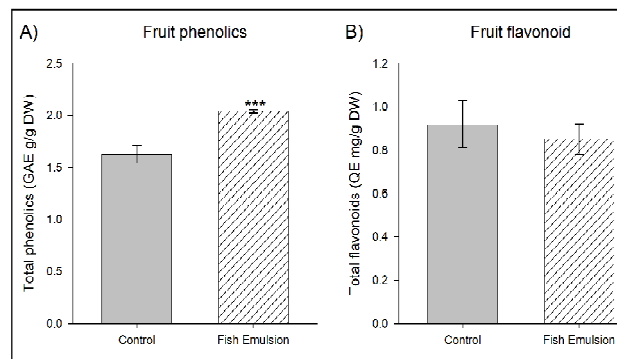 A)
Fruit phenolics
Total phenolics (GAE g/g DW)
2.5
2.0
1.5
1.0
0.5
0.0
***
Control
Fish Emulsion
B)
Fruit flavonoid
Total flavonoids (QE mg/g DW)
1.2
1.0
0.8
0.6
0.4
0.2
0.0
Control
Fish Emulsion